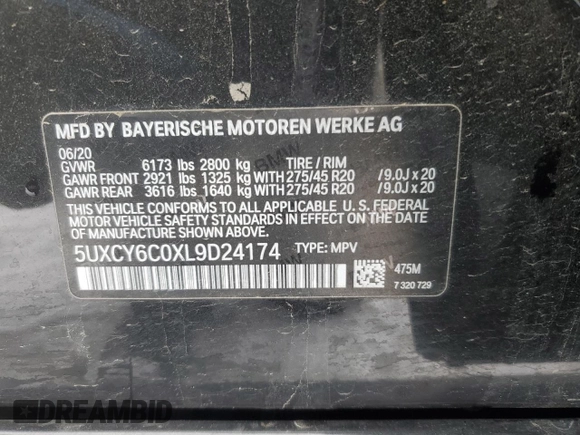 MFD BY BAYERISCHE MOTOREN WERKE AG
06/20
GVWR 6173 lbs 2800 kg TIRE / RIM
GAWR FRONT 2921 lbs 1325 kg WITH 275/45 R20 /9.0J x 20
GAWR REAR 3616 lbs 1640 kg WITH 275/45 R20 /9.0J x 20
THIS VEHICLE CONFORMS TO ALL APPLICABLE U. S. FEDERAL
MOTOR VEHICLE SAFETY STANDARDS IN EFFECT ON THE DATE
OF MANUFACTURE SHOWN ABOVE.
5UXCY6C0XL9D24174 TYPE: MPV
475M
7 320 729
DREAMBID